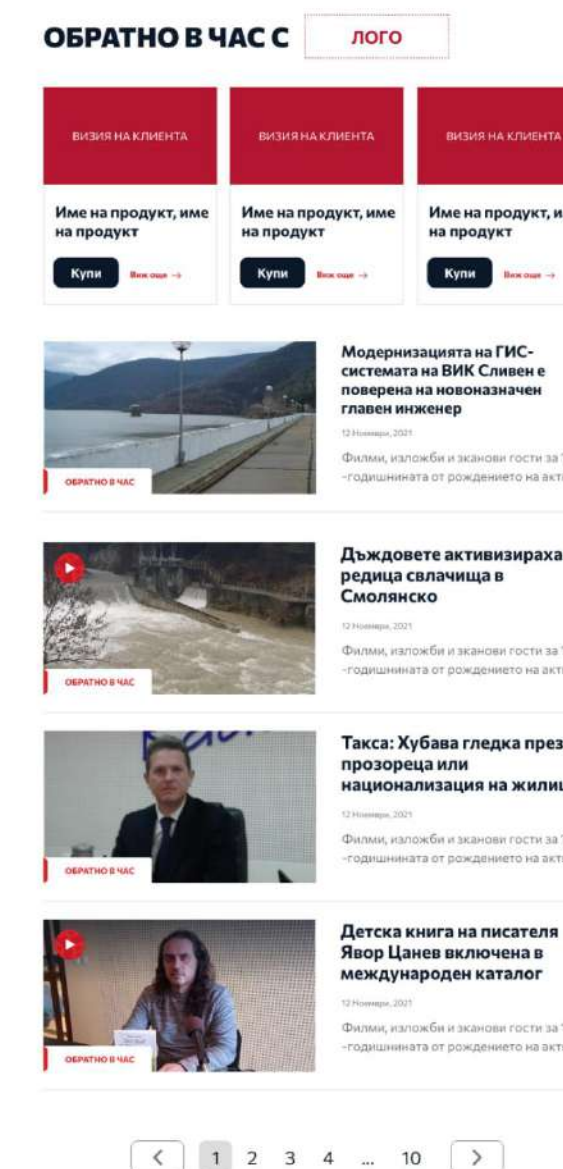 ОБРАТНО В ЧАС С
ЛОГО
ВИЗИЯ НА КЛИЕНТА
ВИЗИЯ НА КЛИЕНТА
ВИЗИЯ НА КЛИЕНТА
Име на продукт, име
на продукт
Купи
Виж още →
Име на продукт, име
на продукт
Купи
Виж още →
Име на продукт, и
на продукт
Купи
Виж още →
Модернизацията на ГИС-
системата на ВИК Сливен е
поверена на новоназначен
главен инженер
12 Ноември, 2021
Филми, изложби и зканови гости за
-годишнината от рождението на акт
ОБРАТНО В ЧАС
Дъждовете активизираха
редица свлачища в
Смолянско
12 Ноември, 2021
Филми, изложби и зканови гости за
-годишнината от рождението на акт
ОБРАТНО В ЧАС
Такса: Хубава гледка през
прозореца или
национализация на жилищ
12 Ноември, 2021
Филми, изложби и зканови гости за
-годишнината от рождението на акт
ОБРАТНО В ЧАС
Детска книга на писателя
Явор Цанев включена в
международен каталог
12 Ноември, 2021
Филми, изложби и зканови гости за
-годишнината от рождението на акт
ОБРАТНО В ЧАС
< 1 2 3 4 ... 10 >